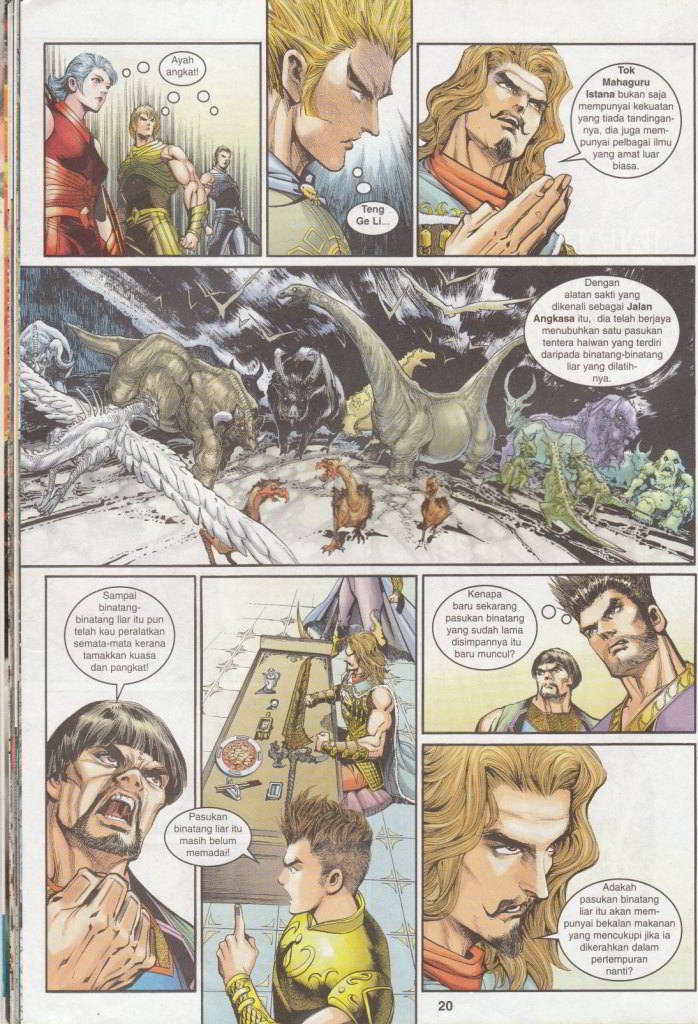 Ayah
angkat!
Teng
Ge Li...
Tok
Mahaguru
Istana bukan saja
mempunyai kekuatan
yang tiada tandingan-
nya, dia juga mem-
punyai pelbagai ilmu
yang amat luar
biasa.
Dengan
alatan sakti yang
dikenali sebagai Jalan
Angkasa itu, dia telah berjaya
menubuhkan satu pasukan
tentera haiwan yang terdiri
daripada binatang-binatang
liar yang dilatih-
nya.
Sampai
binatang-
binatang liar itu pun
telah kau peralatkan
semata-mata kerana
tamakkan kuasa
dan pangkat!
Pasukan
binatang liar itu
masih belum
memadai!
Kenapa
baru sekarang
pasukan binatang
yang sudah lama
disimpannya itu
baru muncul?
Adakah
pasukan binatang
liar itu akan mem-
punyai bekalan makanan
yang mencukupi jika ia
dikerahkan dalam
pertempuran
nanti?
20